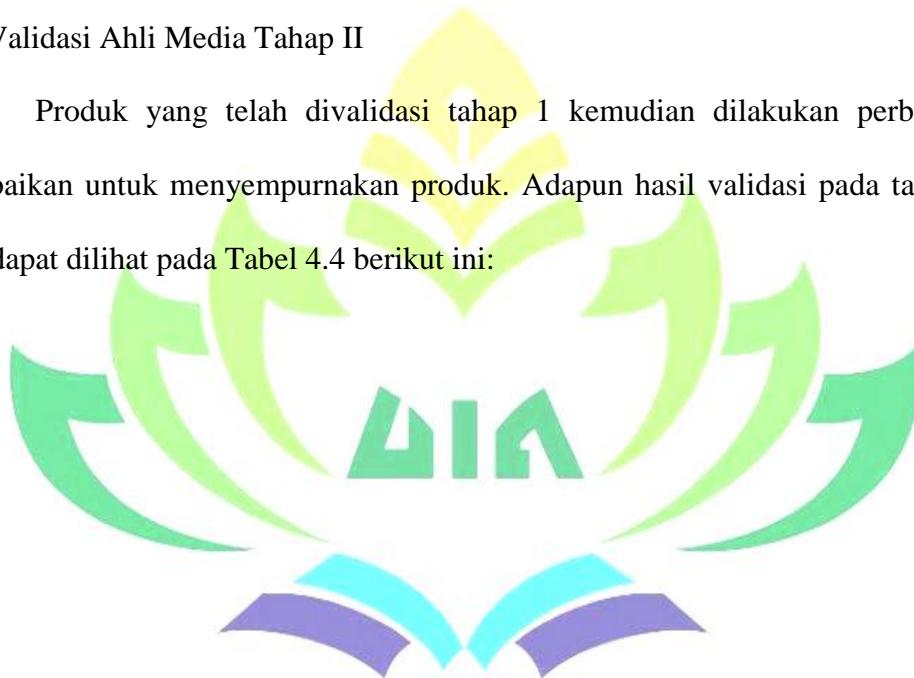 Validasi Ahli Media Tahap II
Produk yang telah divalidasi tahap 1 kemudian dilakukan perb
baikan untuk menyempurnakan produk. Adapun hasil validasi pada ta
dapat dilihat pada Tabel 4.4 berikut ini:
UIN